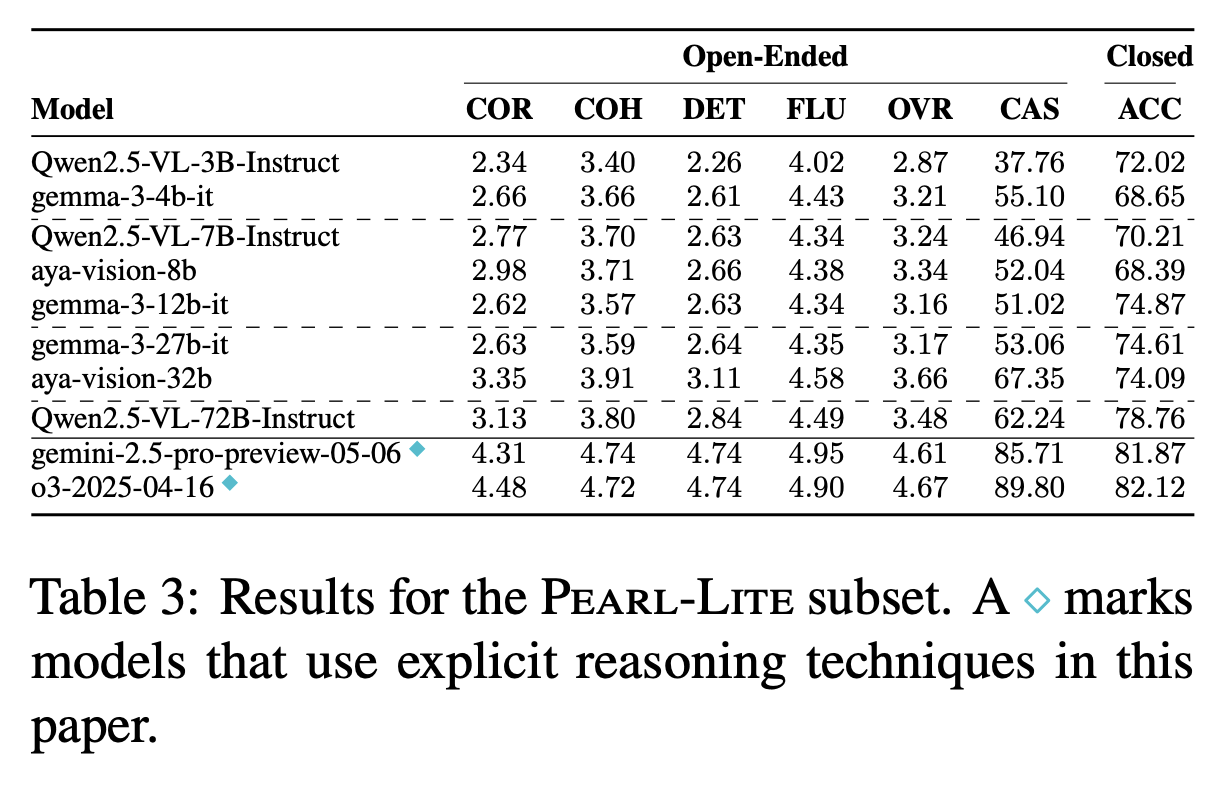 Open-Ended Closed
Model COR COH DET FLU OVR CAS ACC
Qwen2.5-VL-3B-Instruct 2.34 3.40 2.26 4.02 2.87 37.76 72.02
gemma-3-4b-it 2.66 3.66 2.61 4.43 3.21 55.10 68.65
Qwen2.5-VL-7B-Instruct 2.77 3.70 2.63 4.34 3.24 46.94 70.21
aya-vision-8b 2.98 3.71 2.66 4.38 3.34 52.04 68.39
gemma-3-12b-it 2.62 3.57 2.63 4.34 3.16 51.02 74.87
gemma-3-27b-it 2.63 3.59 2.64 4.35 3.17 53.06 74.61
aya-vision-32b 3.35 3.91 3.11 4.58 3.66 67.35 74.09
Qwen2.5-VL-72B-Instruct 3.13 3.80 2.84 4.49 3.48 62.24 78.76
gemini-2.5-pro-preview-05-06 ◆ 4.31 4.74 4.74 4.95 4.61 85.71 81.87
o3-2025-04-16 ◆ 4.48 4.72 4.74 4.90 4.67 89.80 82.12
Table 3: Results for the PEARL-LITE subset. A ◇ marks
models that use explicit reasoning techniques in this
paper.